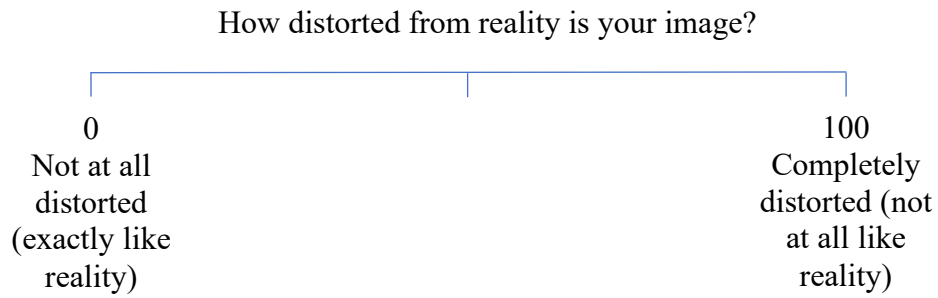 How distorted from reality is your image?
0
Not at all
distorted
(exactly like
reality)
100
Completely
distorted (not
at all like
reality)